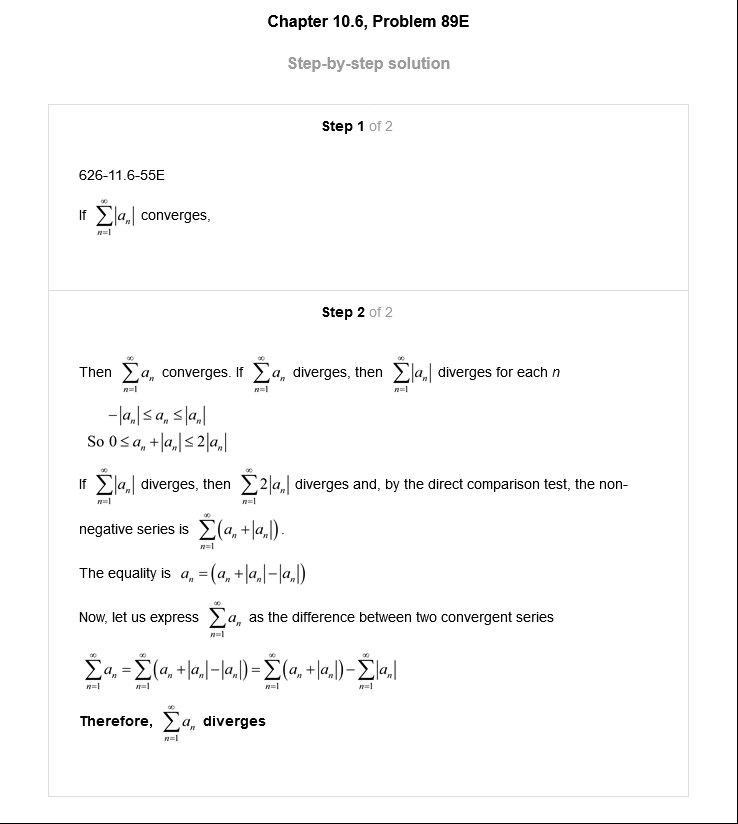 Chapter 10.6, Problem 89E
Step-by-step solution
Step 1 of 2
626-11.6-55E
If $\sum_{n=1}^{\infty}|a_n|$ converges,
Step 2 of 2
Then $\sum_{n=1}^{\infty}a_n$ converges. If $\sum_{n=1}^{\infty}a_n$ diverges, then $\sum_{n=1}^{\infty}|a_n|$ diverges for each n
$-|a_n| \le a_n \le |a_n|$
So $0 \le a_n + |a_n| \le 2|a_n|$
If $\sum_{n=1}^{\infty}|a_n|$ diverges, then $\sum_{n=1}^{\infty}2|a_n|$ diverges and, by the direct comparison test, the non-
negative series is $\sum_{n=1}^{\infty}(a_n + |a_n|)$.
The equality is $a_n = (a_n + |a_n| - |a_n|)$
Now, let us express $\sum_{n=1}^{\infty}a_n$ as the difference between two convergent series
$\sum_{n=1}^{\infty}a_n = \sum_{n=1}^{\infty}(a_n + |a_n| - |a_n|) = \sum_{n=1}^{\infty}(a_n + |a_n|) - \sum_{n=1}^{\infty}|a_n|$
Therefore, $\sum_{n=1}^{\infty}a_n$ diverges